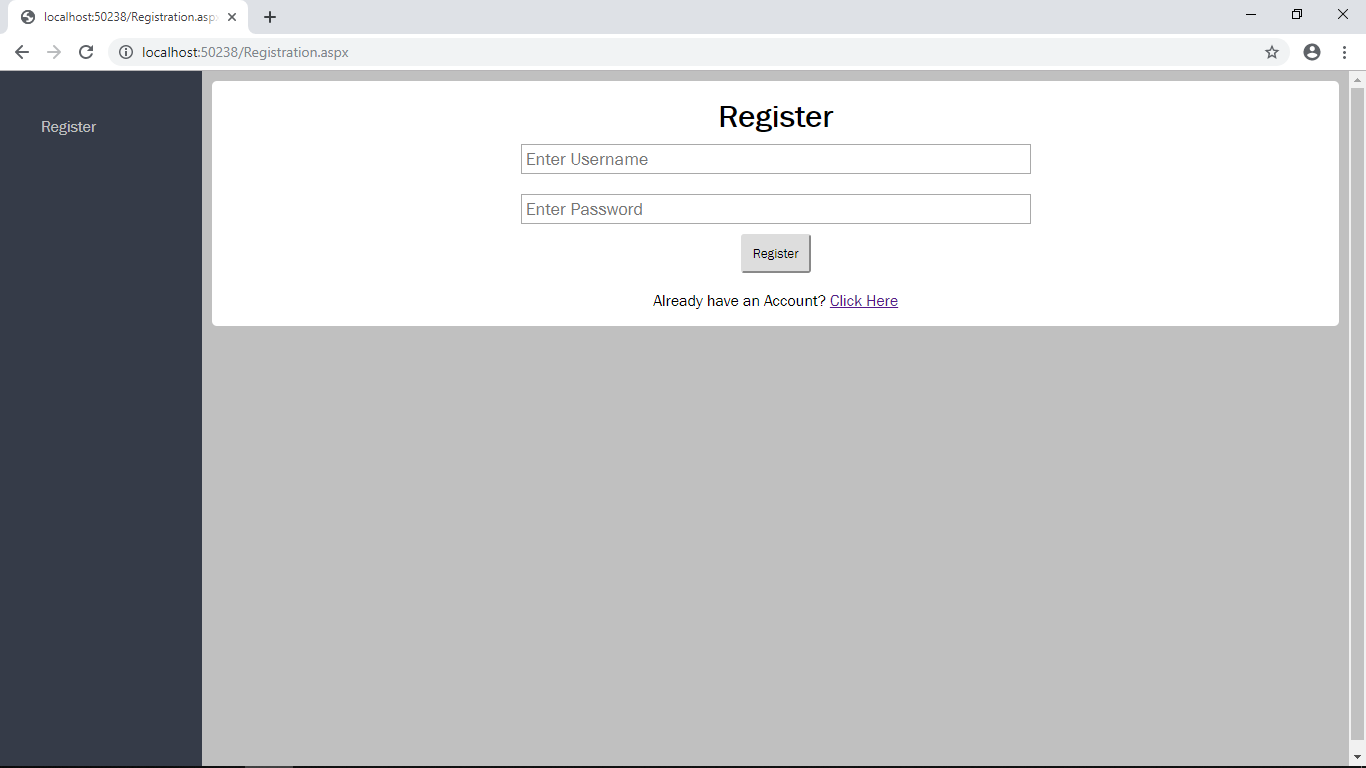 localhost:50238/Registration.asp
localhost:50238/Registration.aspx
Register
Register
Enter Username
Enter Password
Register
Already have an Account? Click Here